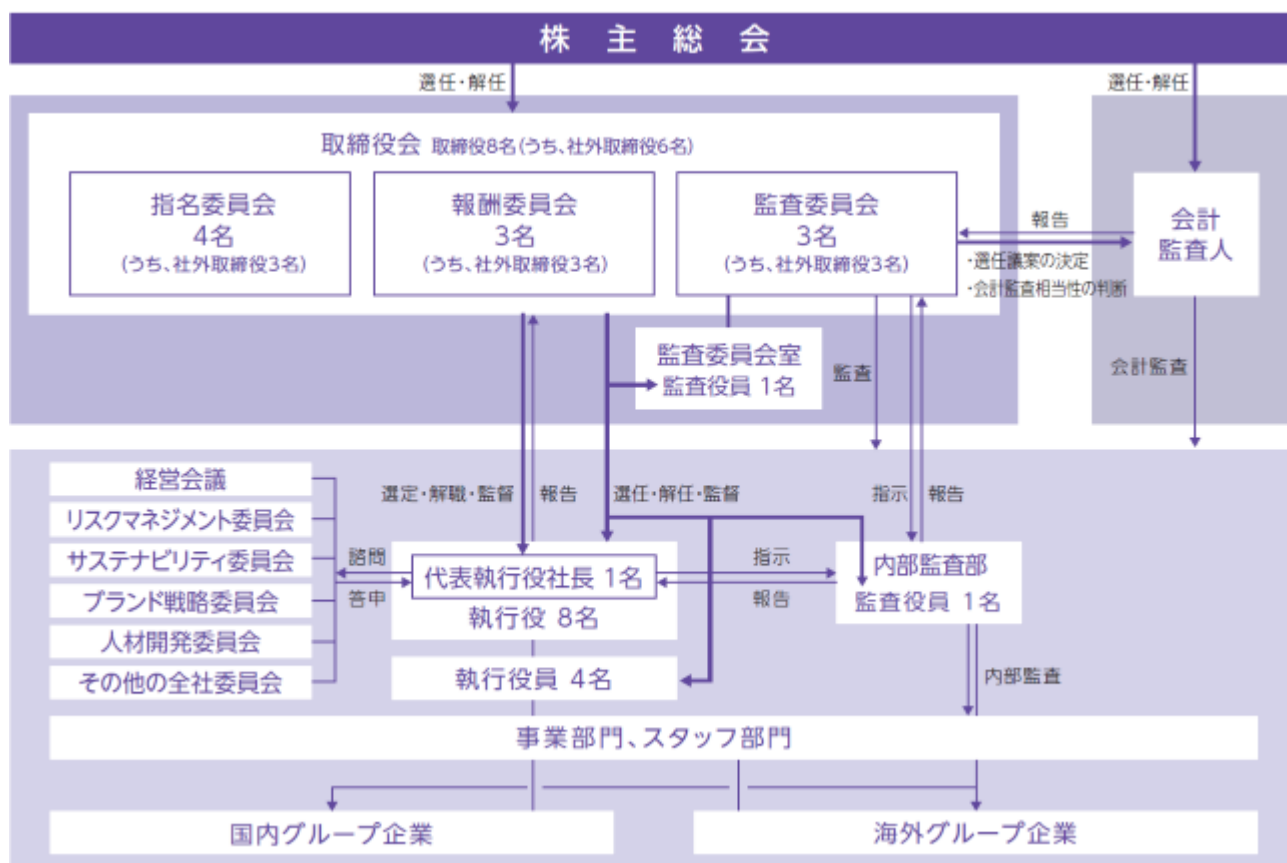 株主総会
選任・解任
選任・解任
取締役会 取締役8名(うち、社外取締役6名)
指名委員会
4名
(うち、社外取締役3名)
報酬委員会
3名
(うち、社外取締役3名)
監査委員会
3名
(うち、社外取締役3名)
報告
・選任議案の決定
・会計監査相当性の判断
会計
監査人
監査委員会室
監査役員 1名
監査
会計監査
経営会議
リスクマネジメント委員会
サステナビリティ委員会
ブランド戦略委員会
人材開発委員会
その他の全社委員会
選定・解職・監督
報告
選任・解任・監督
指示
報告
諮問
答申
代表執行役社長 1名
執行役 8名
執行役員 4名
指示
報告
内部監査部
監査役員 1名
内部監査
事業部門、スタッフ部門
国内グループ企業
海外グループ企業